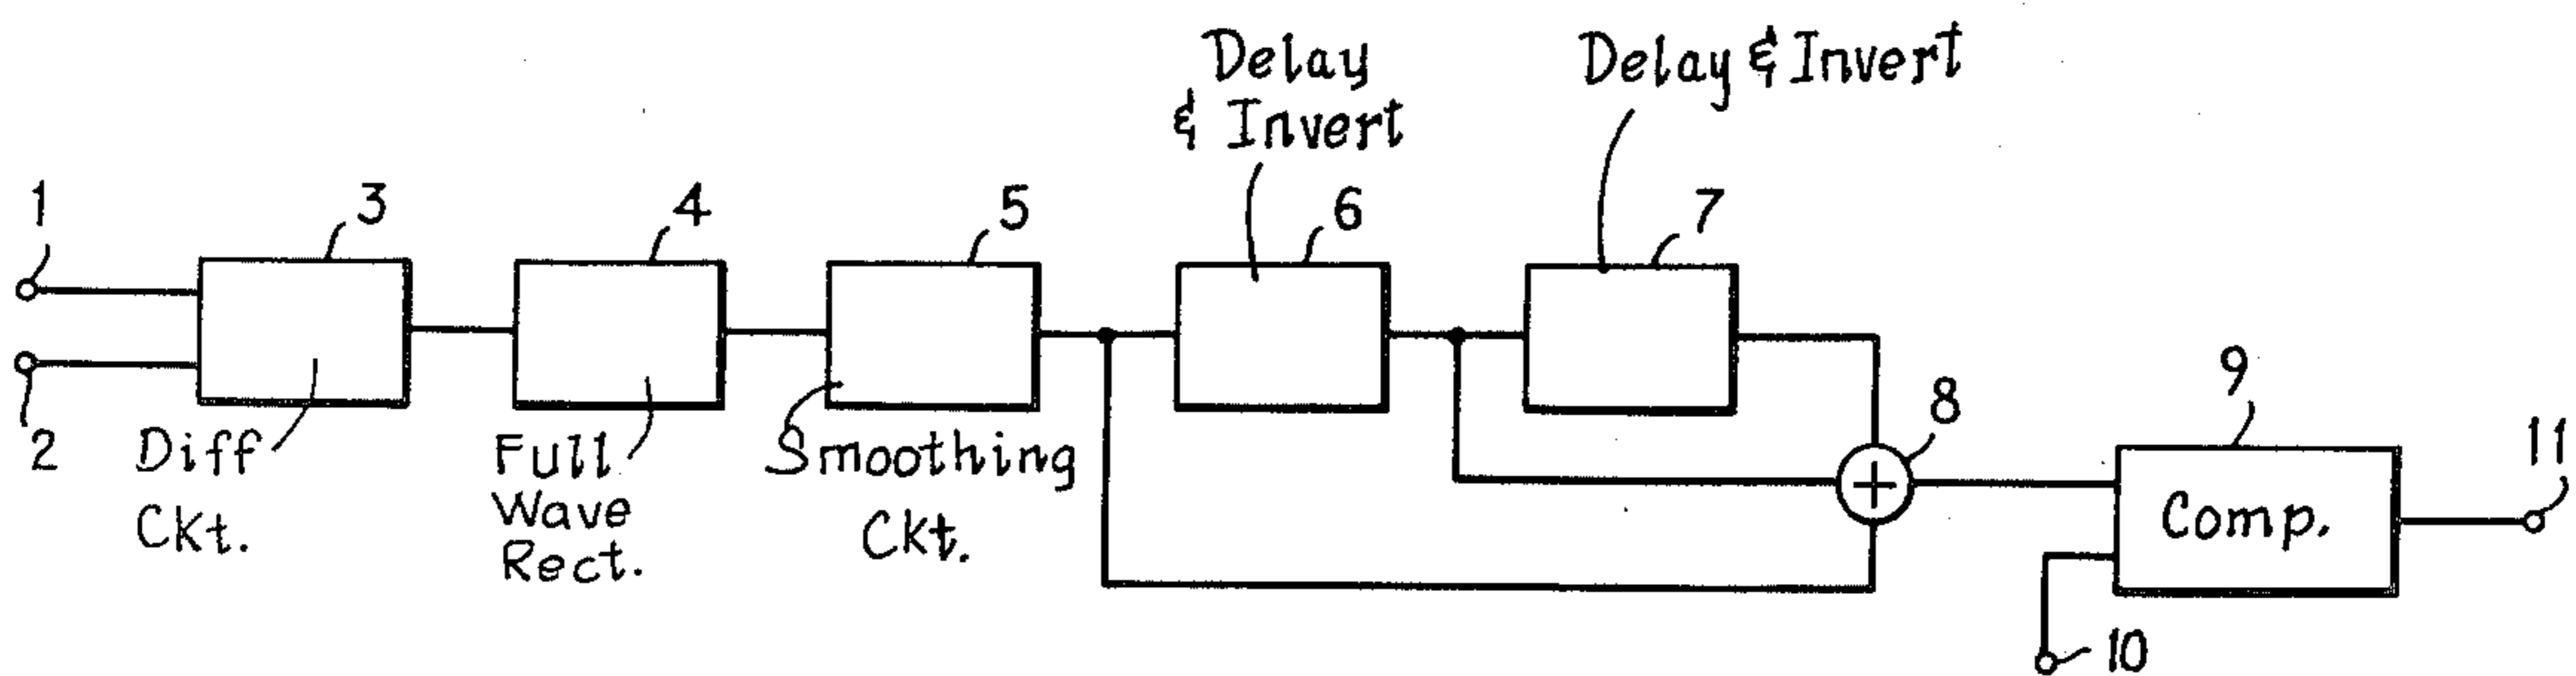 Delay
& Invert
Delay & Invert
1
3
4
5
6
7
2
Diff
Ckt.
Full
Wave
Rect.
Smoothing
Ckt.
8
9
Comp.
11
10